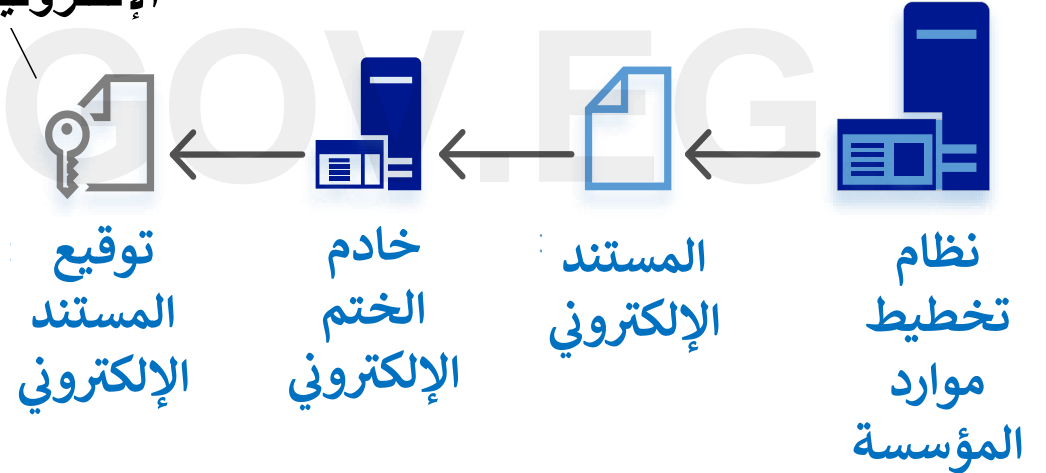 GOV.EG
نظام
تخطيط
موارد
المؤسسة
المستند
الإلكتروني
خادم
الختم
الإلكتروني
توقيع
المستند
الإلكتروني